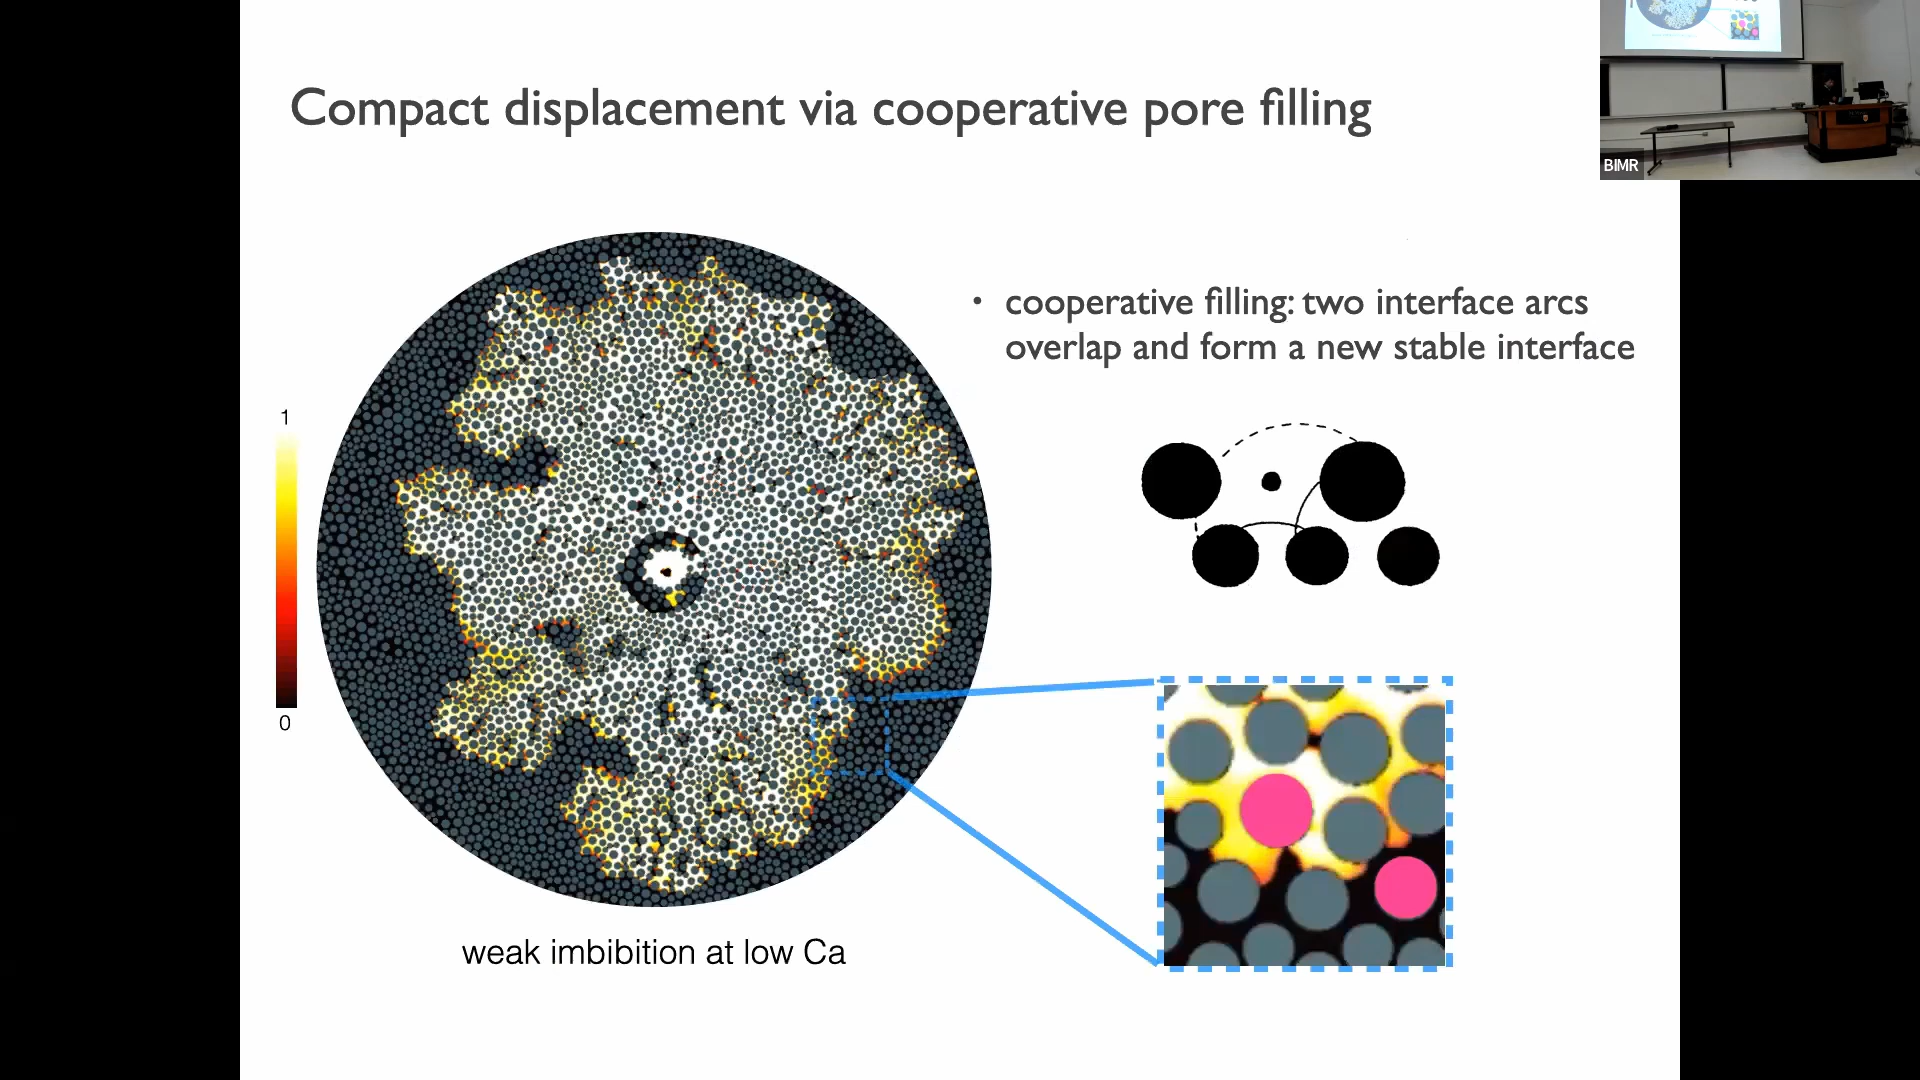 Compact displacement via cooperative pore filling
BIMR
• cooperative filling: two interface arcs
overlap and form a new stable interface
1
0
weak imbibition at low Ca